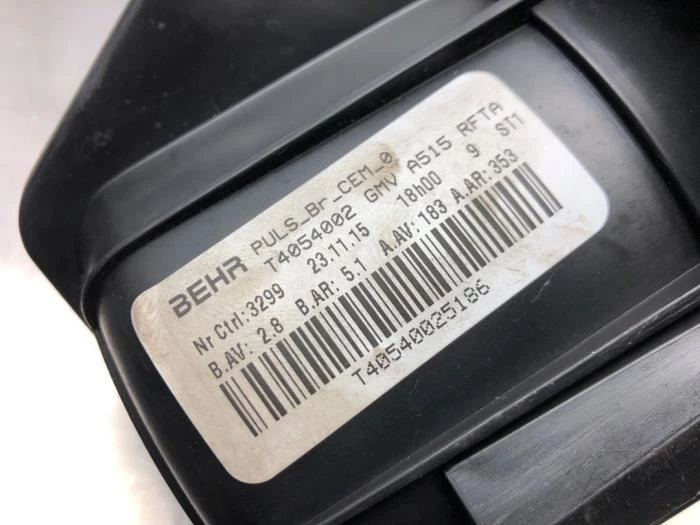 BEHR PULS_Br_CEM_0
T4054002 GMV A515 RFTA
Nr Ctrl:3299 23.11.15 18h00 9 ST1
B.AV: 2.8 B.AR: 5.1 A.AV:183 A.AR:353
T40540025186